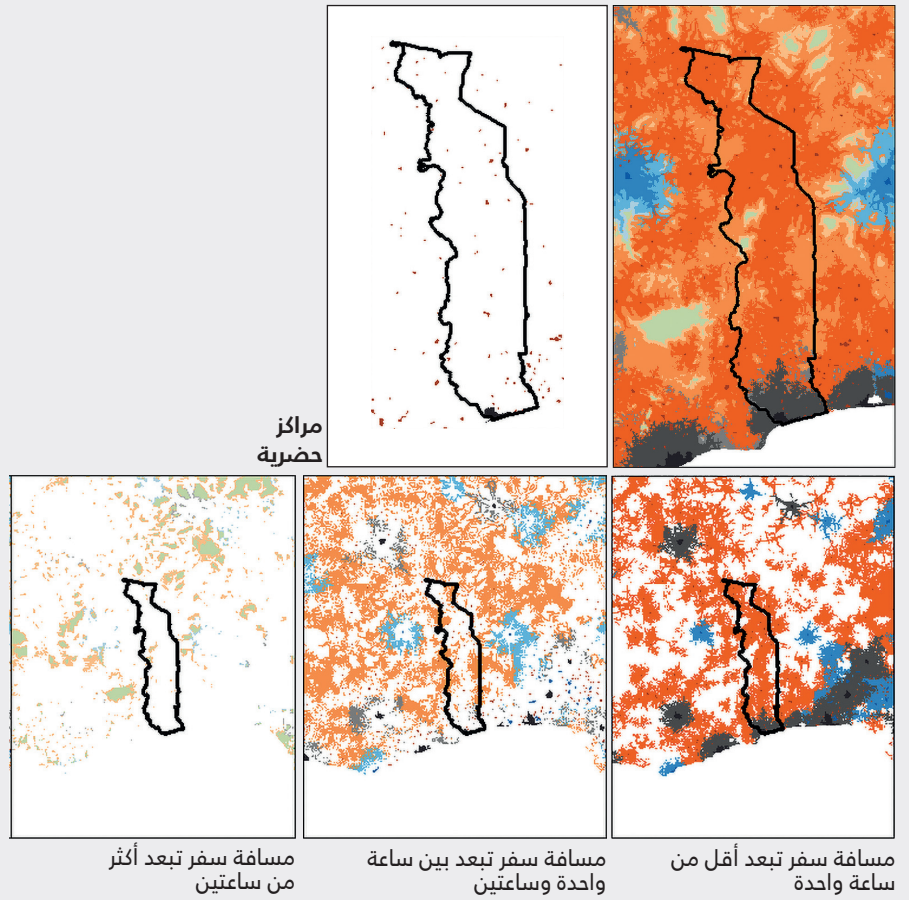 مراكز
حضرية
مسافة سفر تبعد أقل من
ساعة واحدة
مسافة سفر تبعد بين ساعة
واحدة وساعتين
مسافة سفر تبعد أكثر
من ساعتين